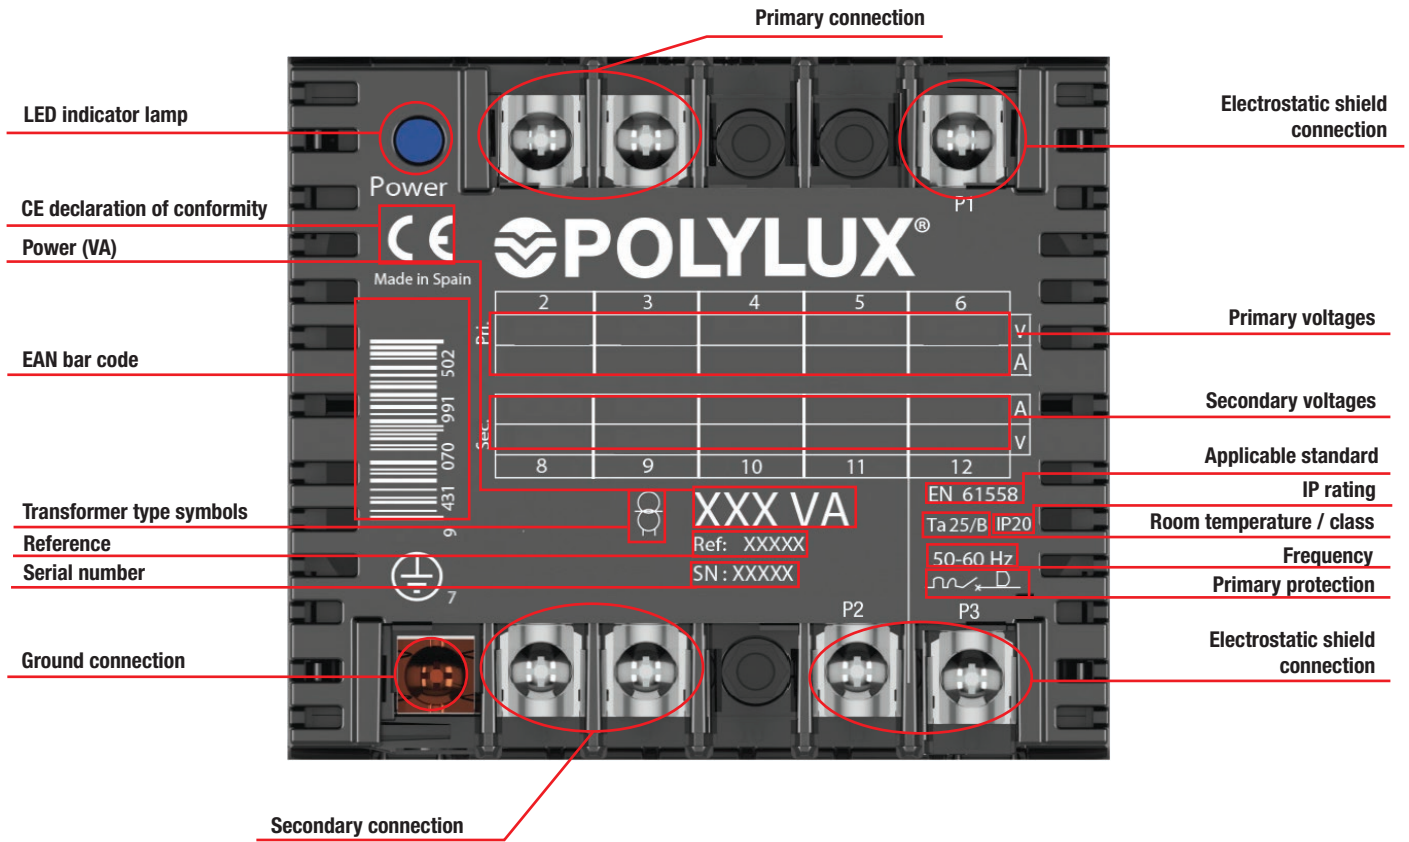 Primary connection
LED indicator lamp
Electrostatic shield
connection
Power
P1
CE declaration of conformity
CE
POLYLUX®
Power (VA)
Made in Spain
2 3 4 5 6
Pri.
V
Primary voltages
A
EAN bar code
9 431 070 991 502
Secondary voltages
A
Sec.
V
8 9 10 11 12
Applicable standard
EN 61558
IP rating
Transformer type symbols
XXX VA
Ta 25/B IP20
Room temperature / class
Reference
Ref: XXXXX
50-60 Hz
Frequency
Serial number
SN : XXXXX
D
Primary protection
7
P2 P3
Ground connection
Electrostatic shield
connection
Secondary connection